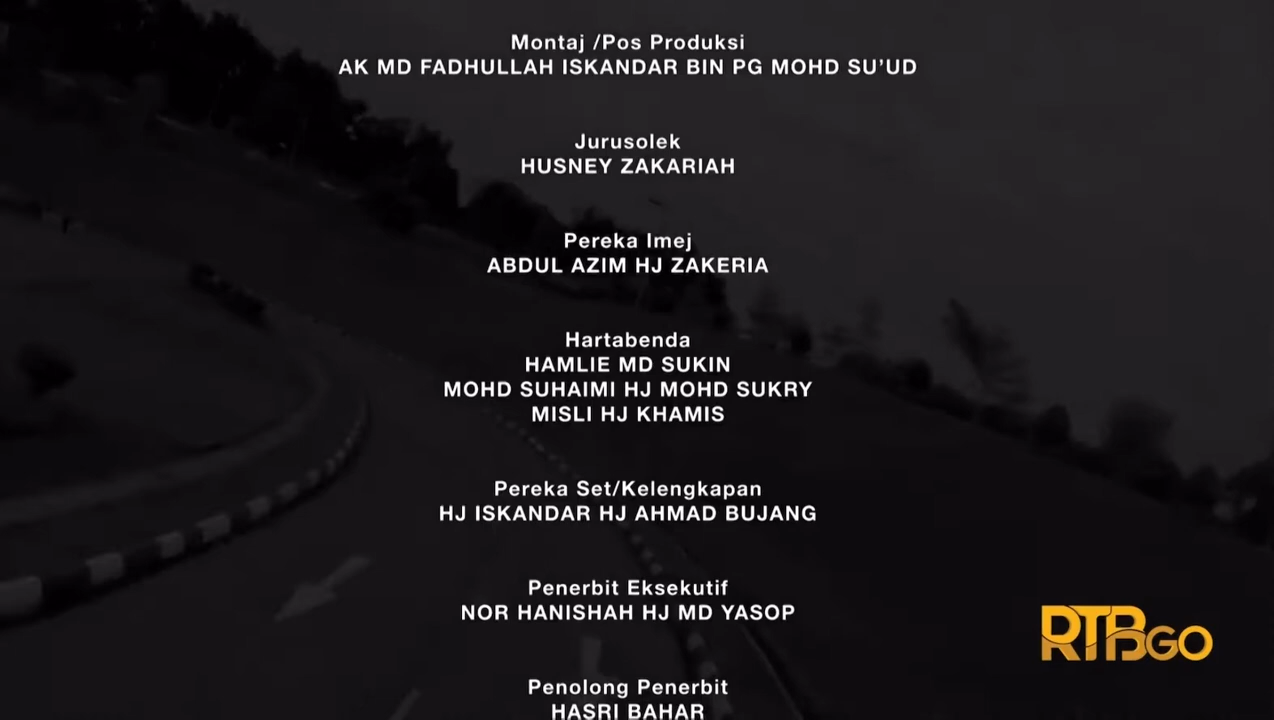 Montaj /Pos Produksi
AK MD FADHULLAH ISKANDAR BIN PG MOHD SU’UD
Jurusolek
HUSNEY ZAKARIAH
Pereka Imej
ABDUL AZIM HJ ZAKERIA
Hartabenda
HAMLIE MD SUKIN
MOHD SUHAIMI HJ MOHD SUKRY
MISLI HJ KHAMIS
Pereka Set/Kelengkapan
HJ ISKANDAR HJ AHMAD BUJANG
Penerbit Eksekutif
NOR HANISHAH HJ MD YASOP
RTBGO
Penolong Penerbit
HASRI BAHAR